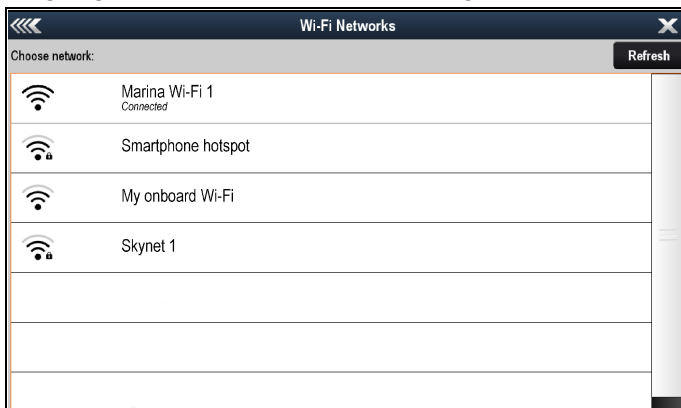 Wi-Fi Networks
Choose network:
Refresh
Marina Wi-Fi 1
Connected
Smartphone hotspot
My onboard Wi-Fi
Skynet 1